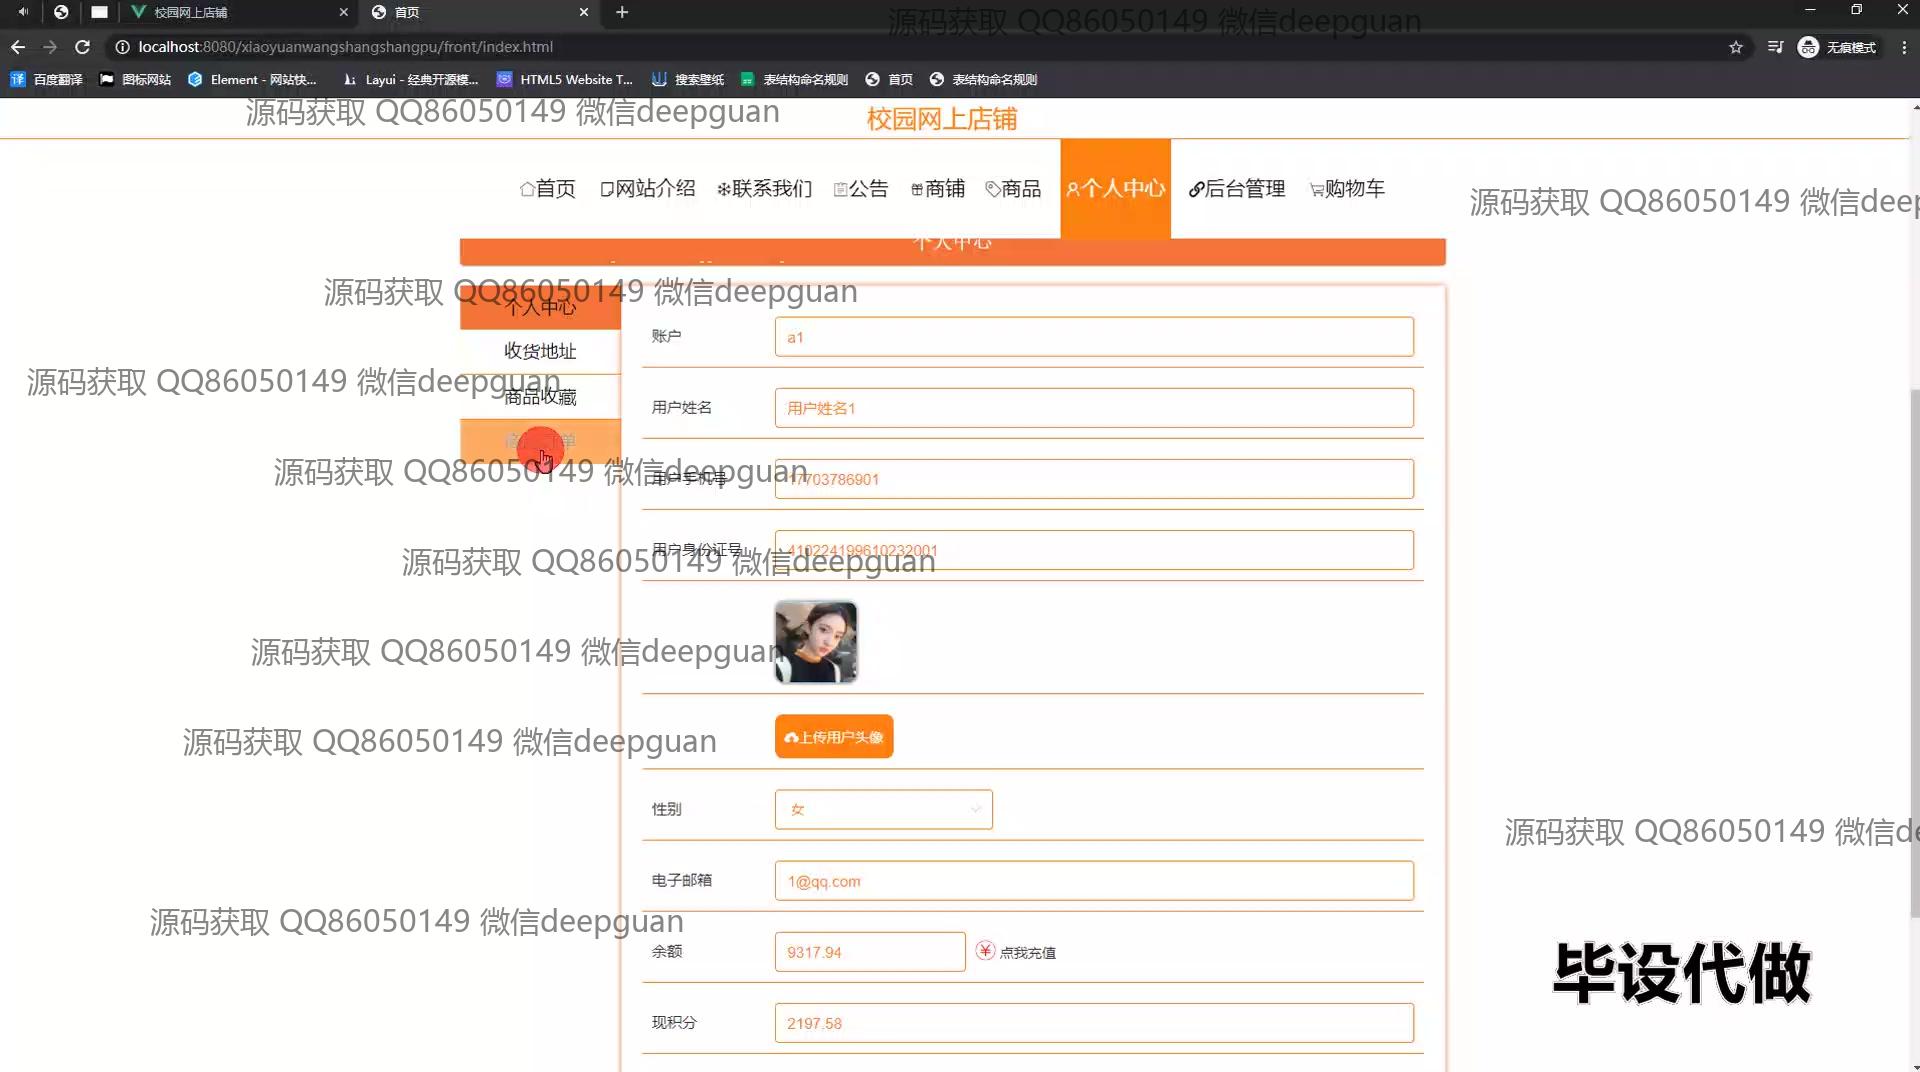 校园网上店铺
首页
源码获取 QQ86050149 微信deepguan
localhost:8080/xiaoyuanwangshangshangpu/front/index.html
无痕模式
百度翻译 图标网站 Element - 网站快... Layui - 经典开源模... HTML5 Website T... 搜索壁纸 表结构命名规则 首页 表结构命名规则
源码获取 QQ86050149 微信deepguan
校园网上店铺
首页 网站介绍 联系我们 公告 商铺 商品 个人中心 后台管理 购物车
源码获取 QQ86050149 微信deep
个人中心
源码获取 QQ86050149 微信deepguan
个人中心
账户 a1
收货地址
源码获取 QQ86050149 微信deepguan
商品收藏
用户姓名 用户姓名1
源码获取 QQ86050149 微信deepguan
用户手机号 17703786901
用户身份证号 410224199610232001
源码获取 QQ86050149 微信deepguan
源码获取 QQ86050149 微信deepguan
上传用户头像
源码获取 QQ86050149 微信deepguan
性别 女
源码获取 QQ86050149 微信de
电子邮箱 1@qq.com
源码获取 QQ86050149 微信deepguan
余额 9317.94 点我充值
毕设代做
现积分 2197.58